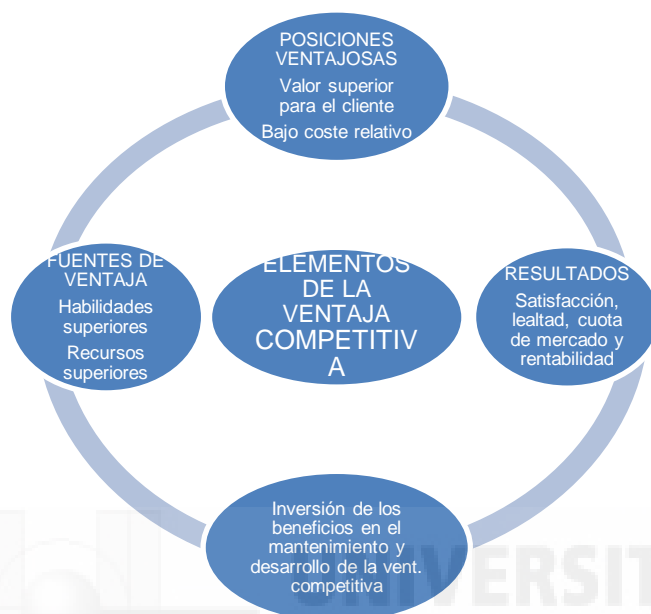 POSICIONES
VENTAJOSAS
Valor superior
para el cliente
Bajo coste relativo
FUENTES DE
VENTAJA
Habilidades
superiores
Recursos
superiores
ELEMENTOS
DE LA
VENTAJA
COMPETITIV
A
RESULTADOS
Satisfacción,
lealtad, cuota
de mercado y
rentabilidad
Inversión de los
beneficios en el
mantenimiento y
desarrollo de la vent.
competitiva
UNIVERSIT